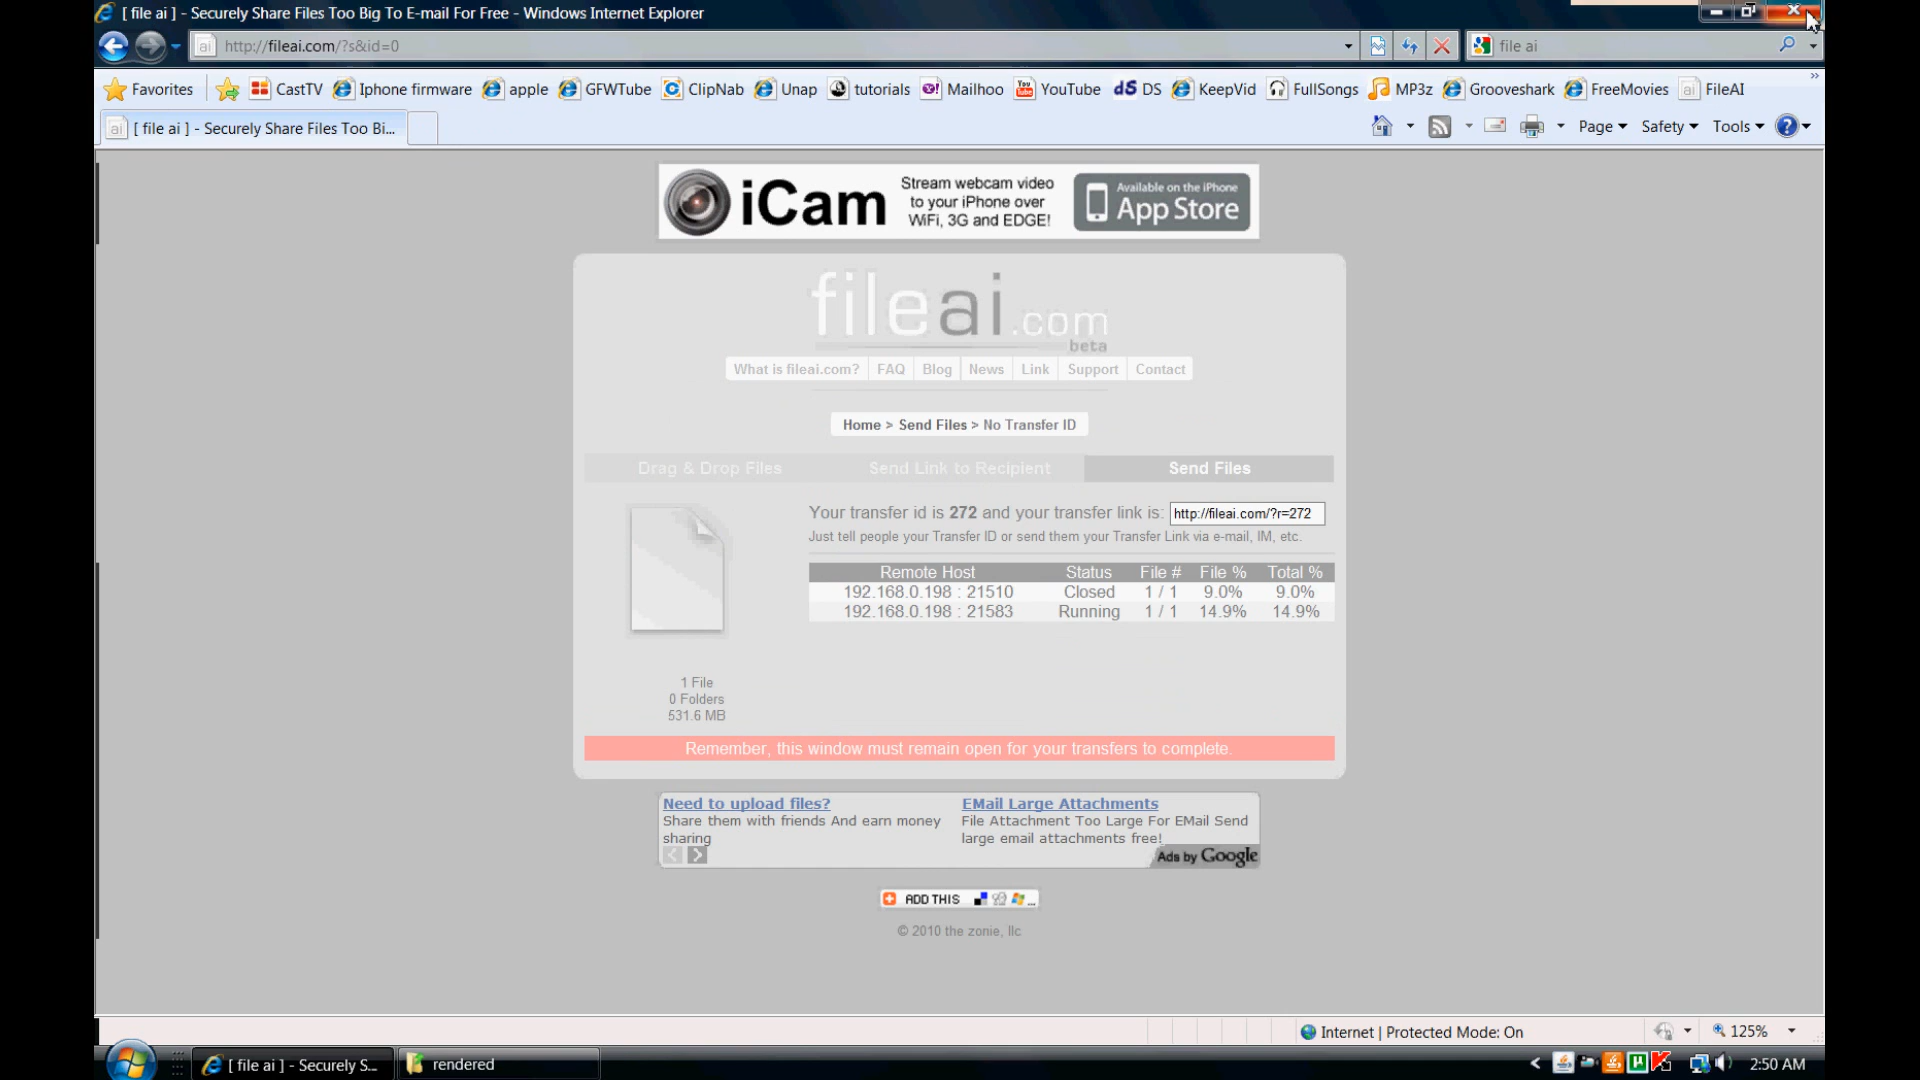 [ file ai ] - Securely Share Files Too Big To E-mail For Free - Windows Internet Explorer
ai http://fileai.com/?s&id=0
file ai
Favorites CastTV Iphone firmware apple GFWTube ClipNab Unap tutorials Mailhoo YouTube dS DS KeepVid FullSongs MP3z Grooveshark FreeMovies ai FileAI »
ai [ file ai ] - Securely Share Files Too Bi...
Page Safety Tools
iCam
Stream webcam video
to your iPhone over
WiFi, 3G and EDGE!
Available on the iPhone
App Store
fileai.com
beta
What is fileai.com? FAQ Blog News Link Support Contact
Home > Send Files > No Transfer ID
Drag & Drop Files Send Link to Recipient Send Files
Your transfer id is 272 and your transfer link is: http://fileai.com/?r=272
Just tell people your Transfer ID or send them your Transfer Link via e-mail, IM, etc.
Remote Host Status File # File % Total %
192.168.0.198 : 21510 Closed 1 / 1 9.0% 9.0%
192.168.0.198 : 21583 Running 1 / 1 14.9% 14.9%
1 File
0 Folders
531.6 MB
Remember, this window must remain open for your transfers to complete.
Need to upload files?
Share them with friends And earn money
sharing
EMail Large Attachments
File Attachment Too Large For EMail Send
large email attachments free!
Ads by Google
ADD THIS ...
© 2010 the zonie, llc
Internet | Protected Mode: On
125%
[ file ai ] - Securely S...
rendered
2:50 AM